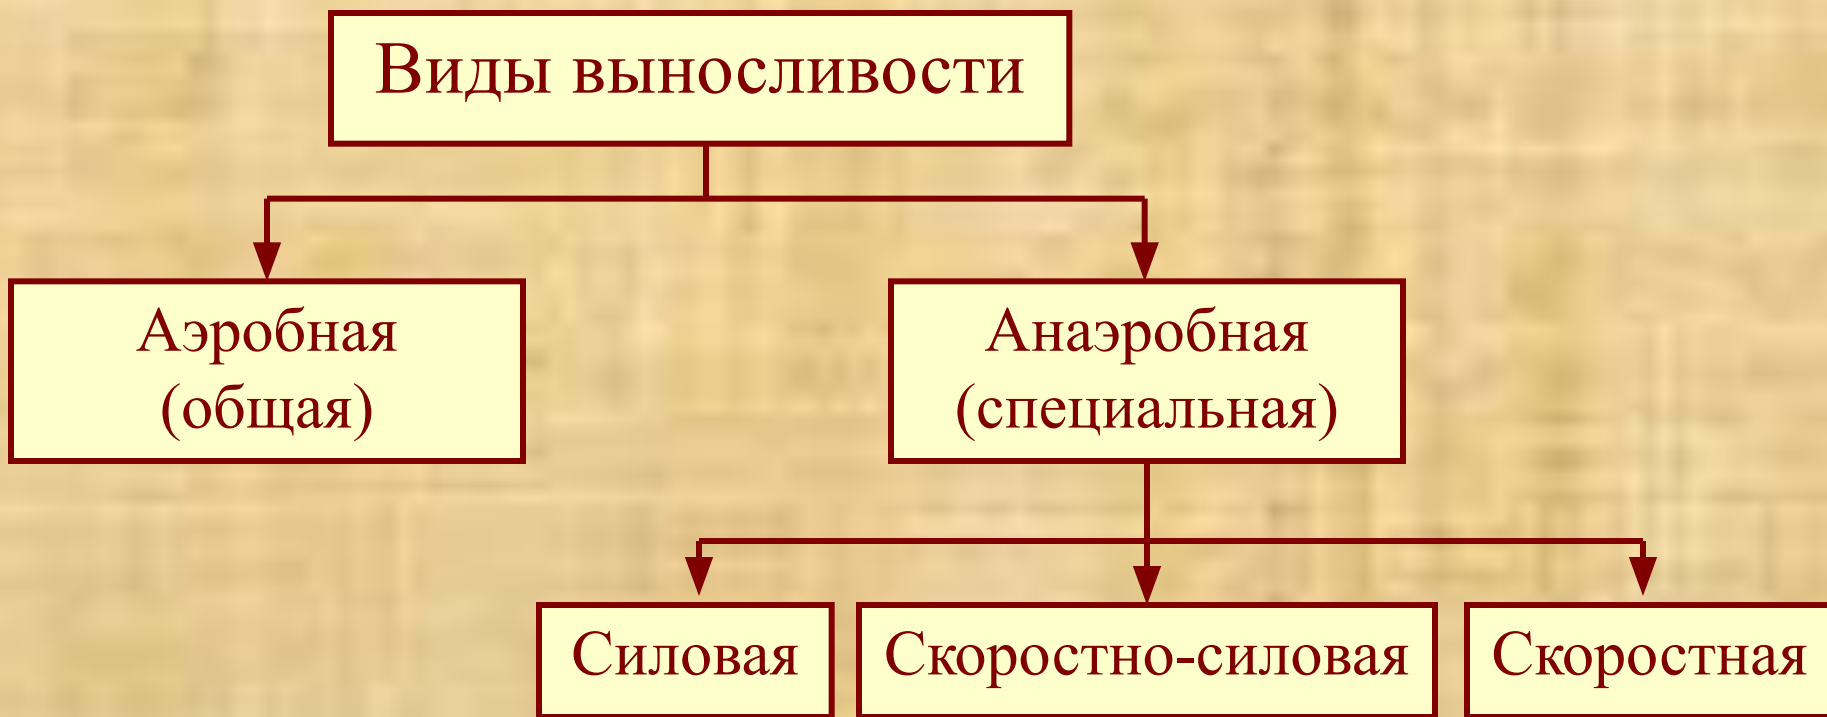 Виды выносливости
Аэробная
(общая)
Анаэробная
(специальная)
Силовая
Скоростно-силовая
Скоростная